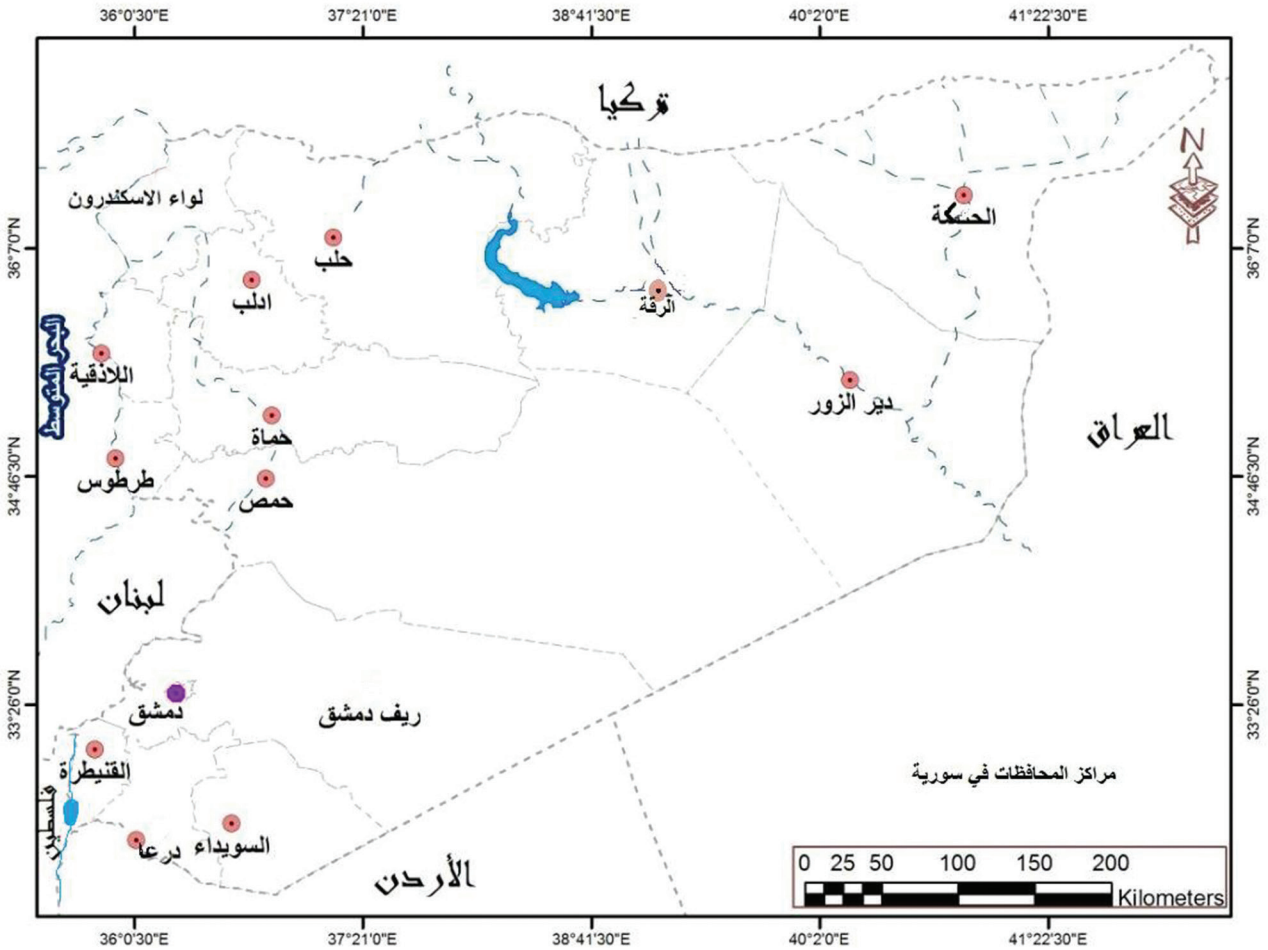 36°0'30"E 37°21'0"E 38°41'30"E 40°2'0"E 41°22'30"E
تركيا
N
لواء الاسكندرون
الحسكة
36°7'0"N 36°7'0"N
حلب
ادلب
الرقة
البحر المتوسط
اللاذقية
دير الزور
العراق
حماة
طرطوس
حمص
34°46'30"N 34°46'30"N
لبنان
دمشق
ريف دمشق
33°26'0"N 33°26'0"N
القنيطرة
مراكز المحافظات في سورية
فلسطين
درعا
السويداء
الأردن
0 25 50 100 150 200
Kilometers
36°0'30"E 37°21'0"E 38°41'30"E 40°2'0"E 41°22'30"E